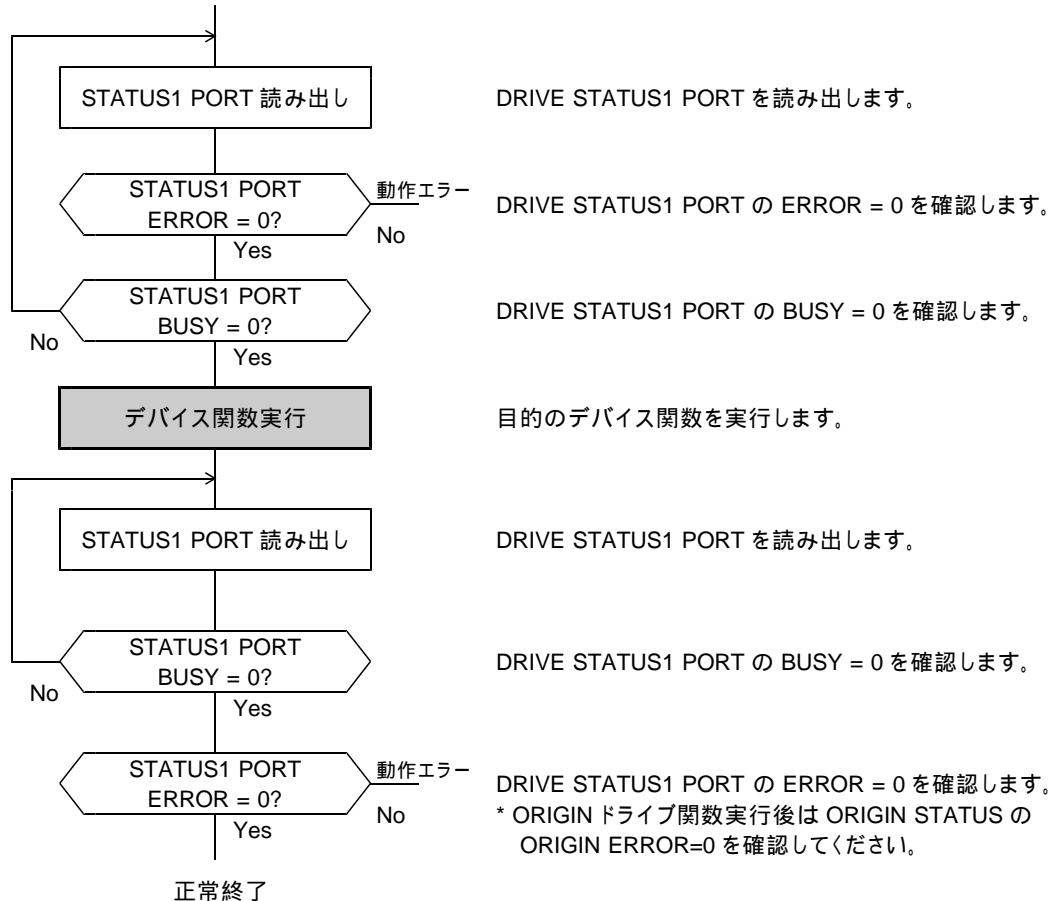 STATUS1 PORT 読み出し
DRIVE STATUS1 PORT を読み出します。
STATUS1 PORT
ERROR = 0?
動作エラー
No
Yes
DRIVE STATUS1 PORT の ERROR = 0 を確認します。
STATUS1 PORT
BUSY = 0?
No
Yes
DRIVE STATUS1 PORT の BUSY = 0 を確認します。
デバイス関数実行
目的のデバイス関数を実行します。
STATUS1 PORT 読み出し
DRIVE STATUS1 PORT を読み出します。
STATUS1 PORT
BUSY = 0?
No
Yes
DRIVE STATUS1 PORT の BUSY = 0 を確認します。
STATUS1 PORT
ERROR = 0?
動作エラー
No
Yes
DRIVE STATUS1 PORT の ERROR = 0 を確認します。
* ORIGIN ドライブ関数実行後は ORIGIN STATUS の
ORIGIN ERROR=0 を確認してください。
正常終了